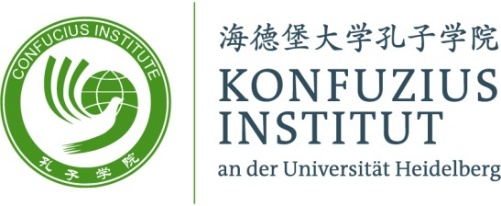 CONFUCIUS INSTITUTE
孔子学院
海德堡大学孔子学院
KONFUZIUS
INSTITUT
an der Universität Heidelberg